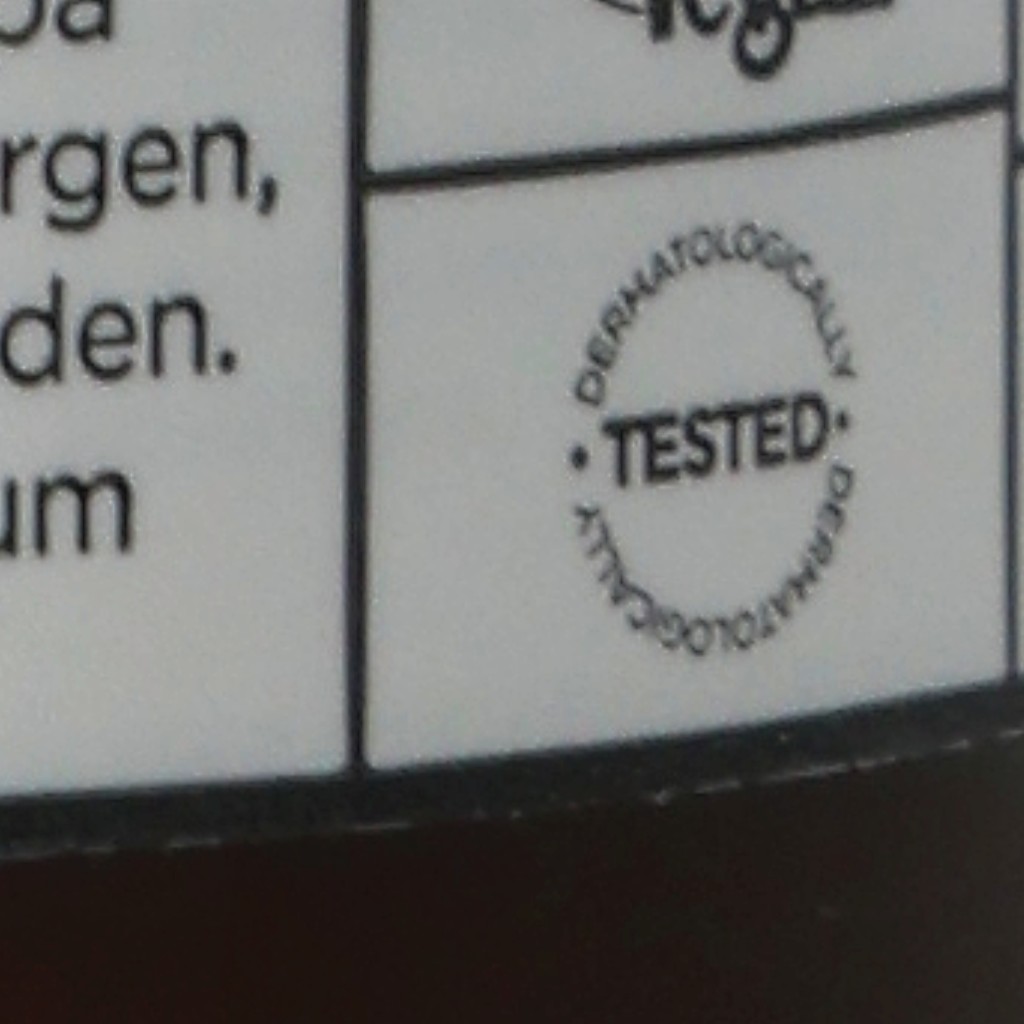 rgen,
den.
um
DERMATOLOGICALLY
• TESTED •
DERMATOLOGICALLY